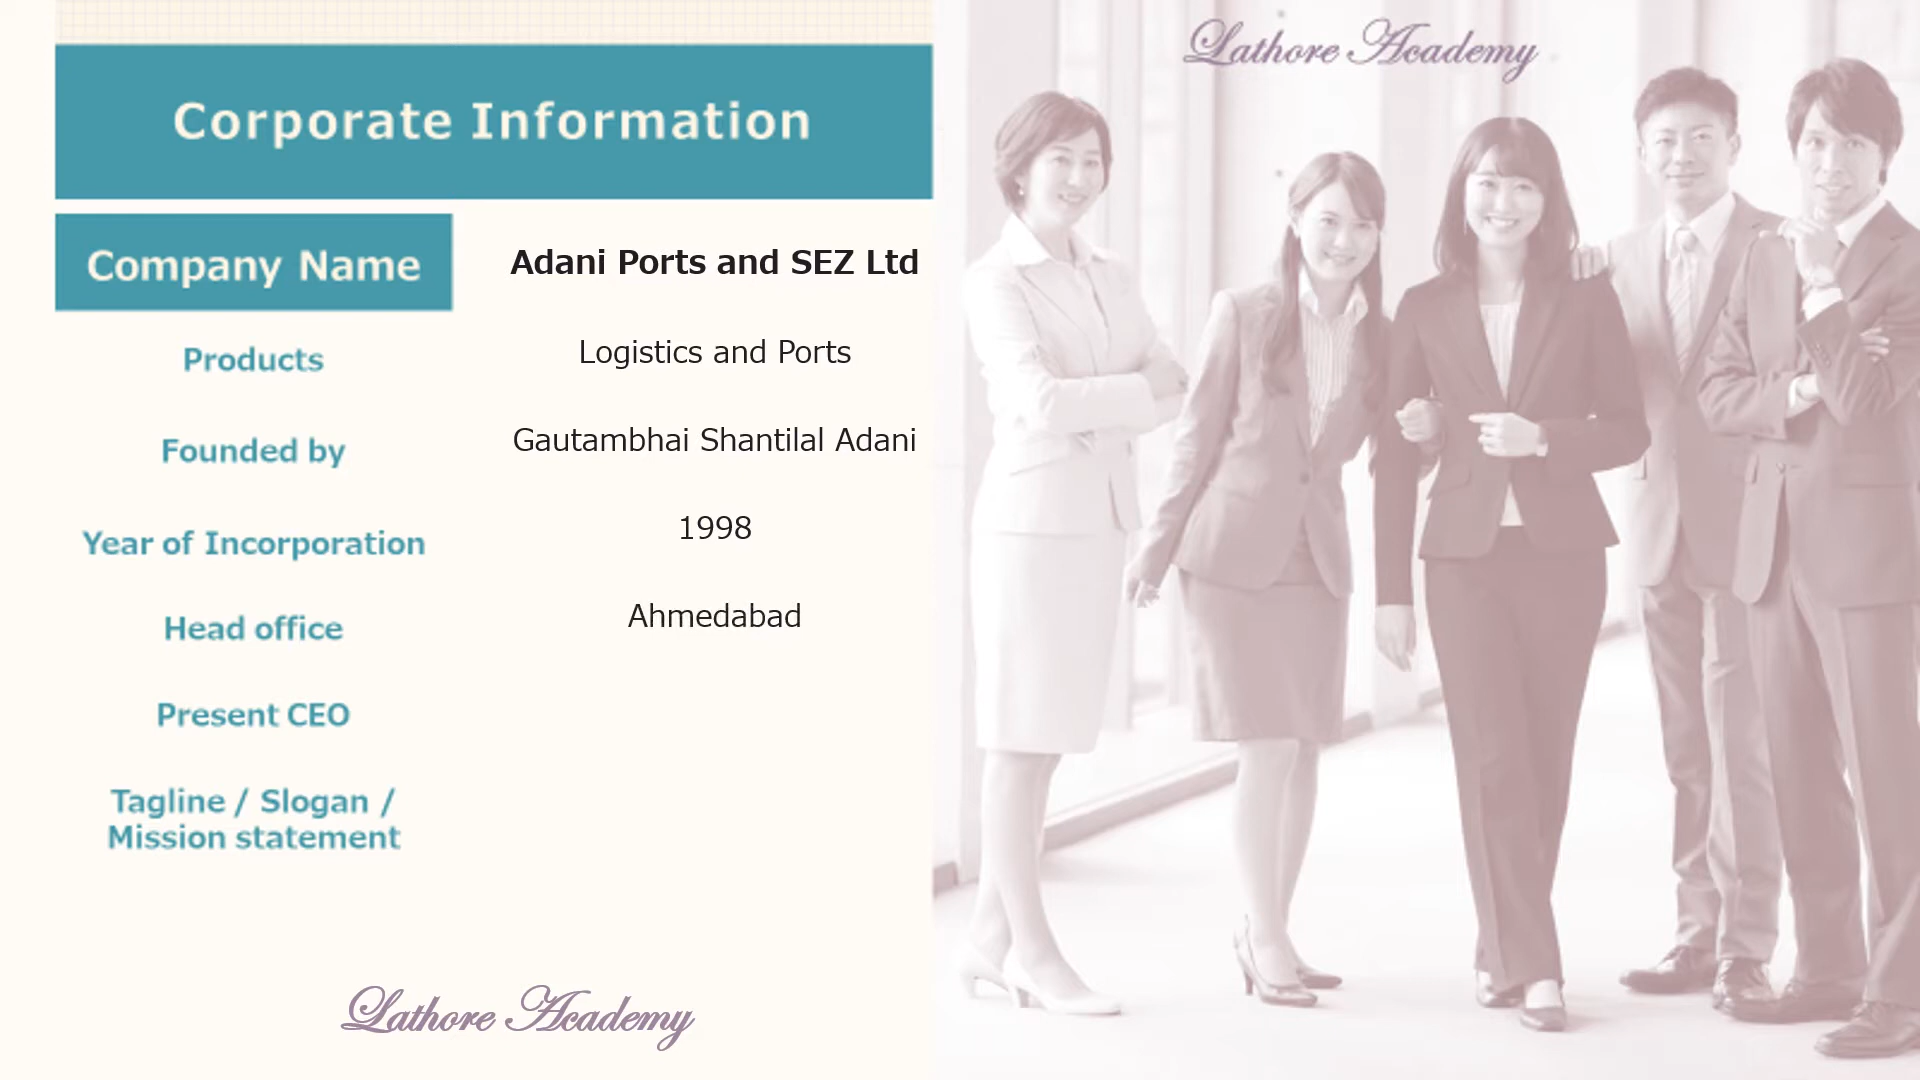 Lathore Academy
Corporate Information
Company Name
Adani Ports and SEZ Ltd
Products
Logistics and Ports
Founded by
Gautambhai Shantilal Adani
Year of Incorporation
1998
Head office
Ahmedabad
Present CEO
Tagline / Slogan /
Mission statement
Lathore Academy